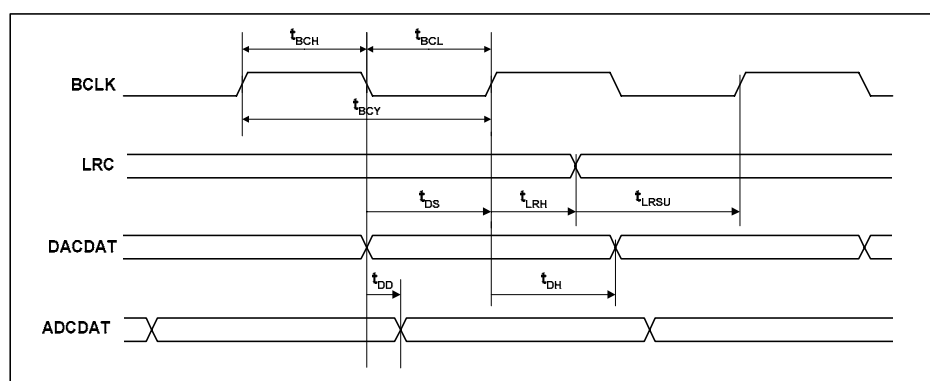 tBCH tBCL
BCLK
tBCY
LRC
tDS tLRH tLRSU
DACDAT
tDD tDH
ADCDAT